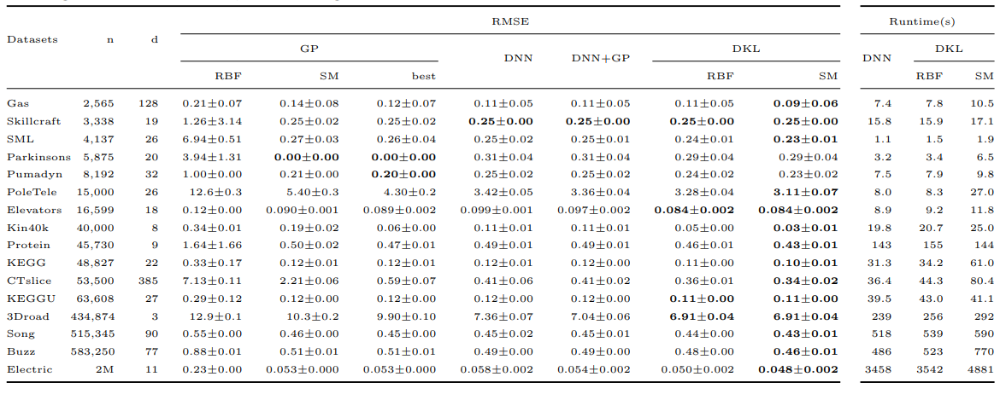 RMSE Runtime(s)
Datasets n d GP DNN DNN+GP DKL DNN DKL
RBF SM best RBF SM RBF SM
Gas 2,565 128 0.21±0.07 0.14±0.08 0.12±0.07 0.11±0.05 0.11±0.05 0.11±0.05 0.09±0.06 7.4 7.8 10.5
Skillcraft 3,338 19 1.26±3.14 0.25±0.02 0.25±0.02 0.25±0.00 0.25±0.00 0.25±0.00 0.25±0.00 15.8 15.9 17.1
SML 4,137 26 6.94±0.51 0.27±0.03 0.26±0.04 0.25±0.02 0.25±0.01 0.24±0.01 0.23±0.01 1.1 1.5 1.9
Parkinsons 5,875 20 3.94±1.31 0.00±0.00 0.00±0.00 0.31±0.04 0.31±0.04 0.29±0.04 0.29±0.04 3.2 3.4 6.5
Pumadyn 8,192 32 1.00±0.00 0.21±0.00 0.20±0.00 0.25±0.02 0.25±0.02 0.24±0.02 0.23±0.02 7.5 7.9 9.8
PoleTele 15,000 26 12.6±0.3 5.40±0.3 4.30±0.2 3.42±0.05 3.36±0.04 3.28±0.04 3.11±0.07 8.0 8.3 27.0
Elevators 16,599 18 0.12±0.00 0.090±0.001 0.089±0.002 0.099±0.001 0.097±0.002 0.084±0.002 0.084±0.002 8.9 9.2 11.8
Kin40k 40,000 8 0.34±0.01 0.19±0.02 0.06±0.00 0.11±0.01 0.11±0.01 0.05±0.00 0.03±0.01 19.8 20.7 25.0
Protein 45,730 9 1.64±1.66 0.50±0.02 0.47±0.01 0.49±0.01 0.49±0.01 0.46±0.01 0.43±0.01 143 155 144
KEGG 48,827 22 0.33±0.17 0.12±0.01 0.12±0.01 0.12±0.01 0.12±0.01 0.11±0.00 0.10±0.01 31.3 34.2 61.0
CTslice 53,500 385 7.13±0.11 2.21±0.06 0.59±0.07 0.41±0.06 0.41±0.02 0.36±0.01 0.34±0.02 36.4 44.3 80.4
KEGGU 63,608 27 0.29±0.12 0.12±0.00 0.12±0.00 0.12±0.00 0.12±0.00 0.11±0.00 0.11±0.00 39.5 43.0 41.1
3Droad 434,874 3 12.9±0.1 10.3±0.2 9.90±0.10 7.36±0.07 7.04±0.06 6.91±0.04 6.91±0.04 239 256 292
Song 515,345 90 0.55±0.00 0.46±0.00 0.45±0.00 0.45±0.02 0.45±0.01 0.44±0.00 0.43±0.01 518 539 590
Buzz 583,250 77 0.88±0.01 0.51±0.01 0.51±0.01 0.49±0.00 0.49±0.00 0.48±0.00 0.46±0.01 486 523 770
Electric 2M 11 0.23±0.00 0.053±0.000 0.053±0.000 0.058±0.002 0.054±0.002 0.050±0.002 0.048±0.002 3458 3542 4881